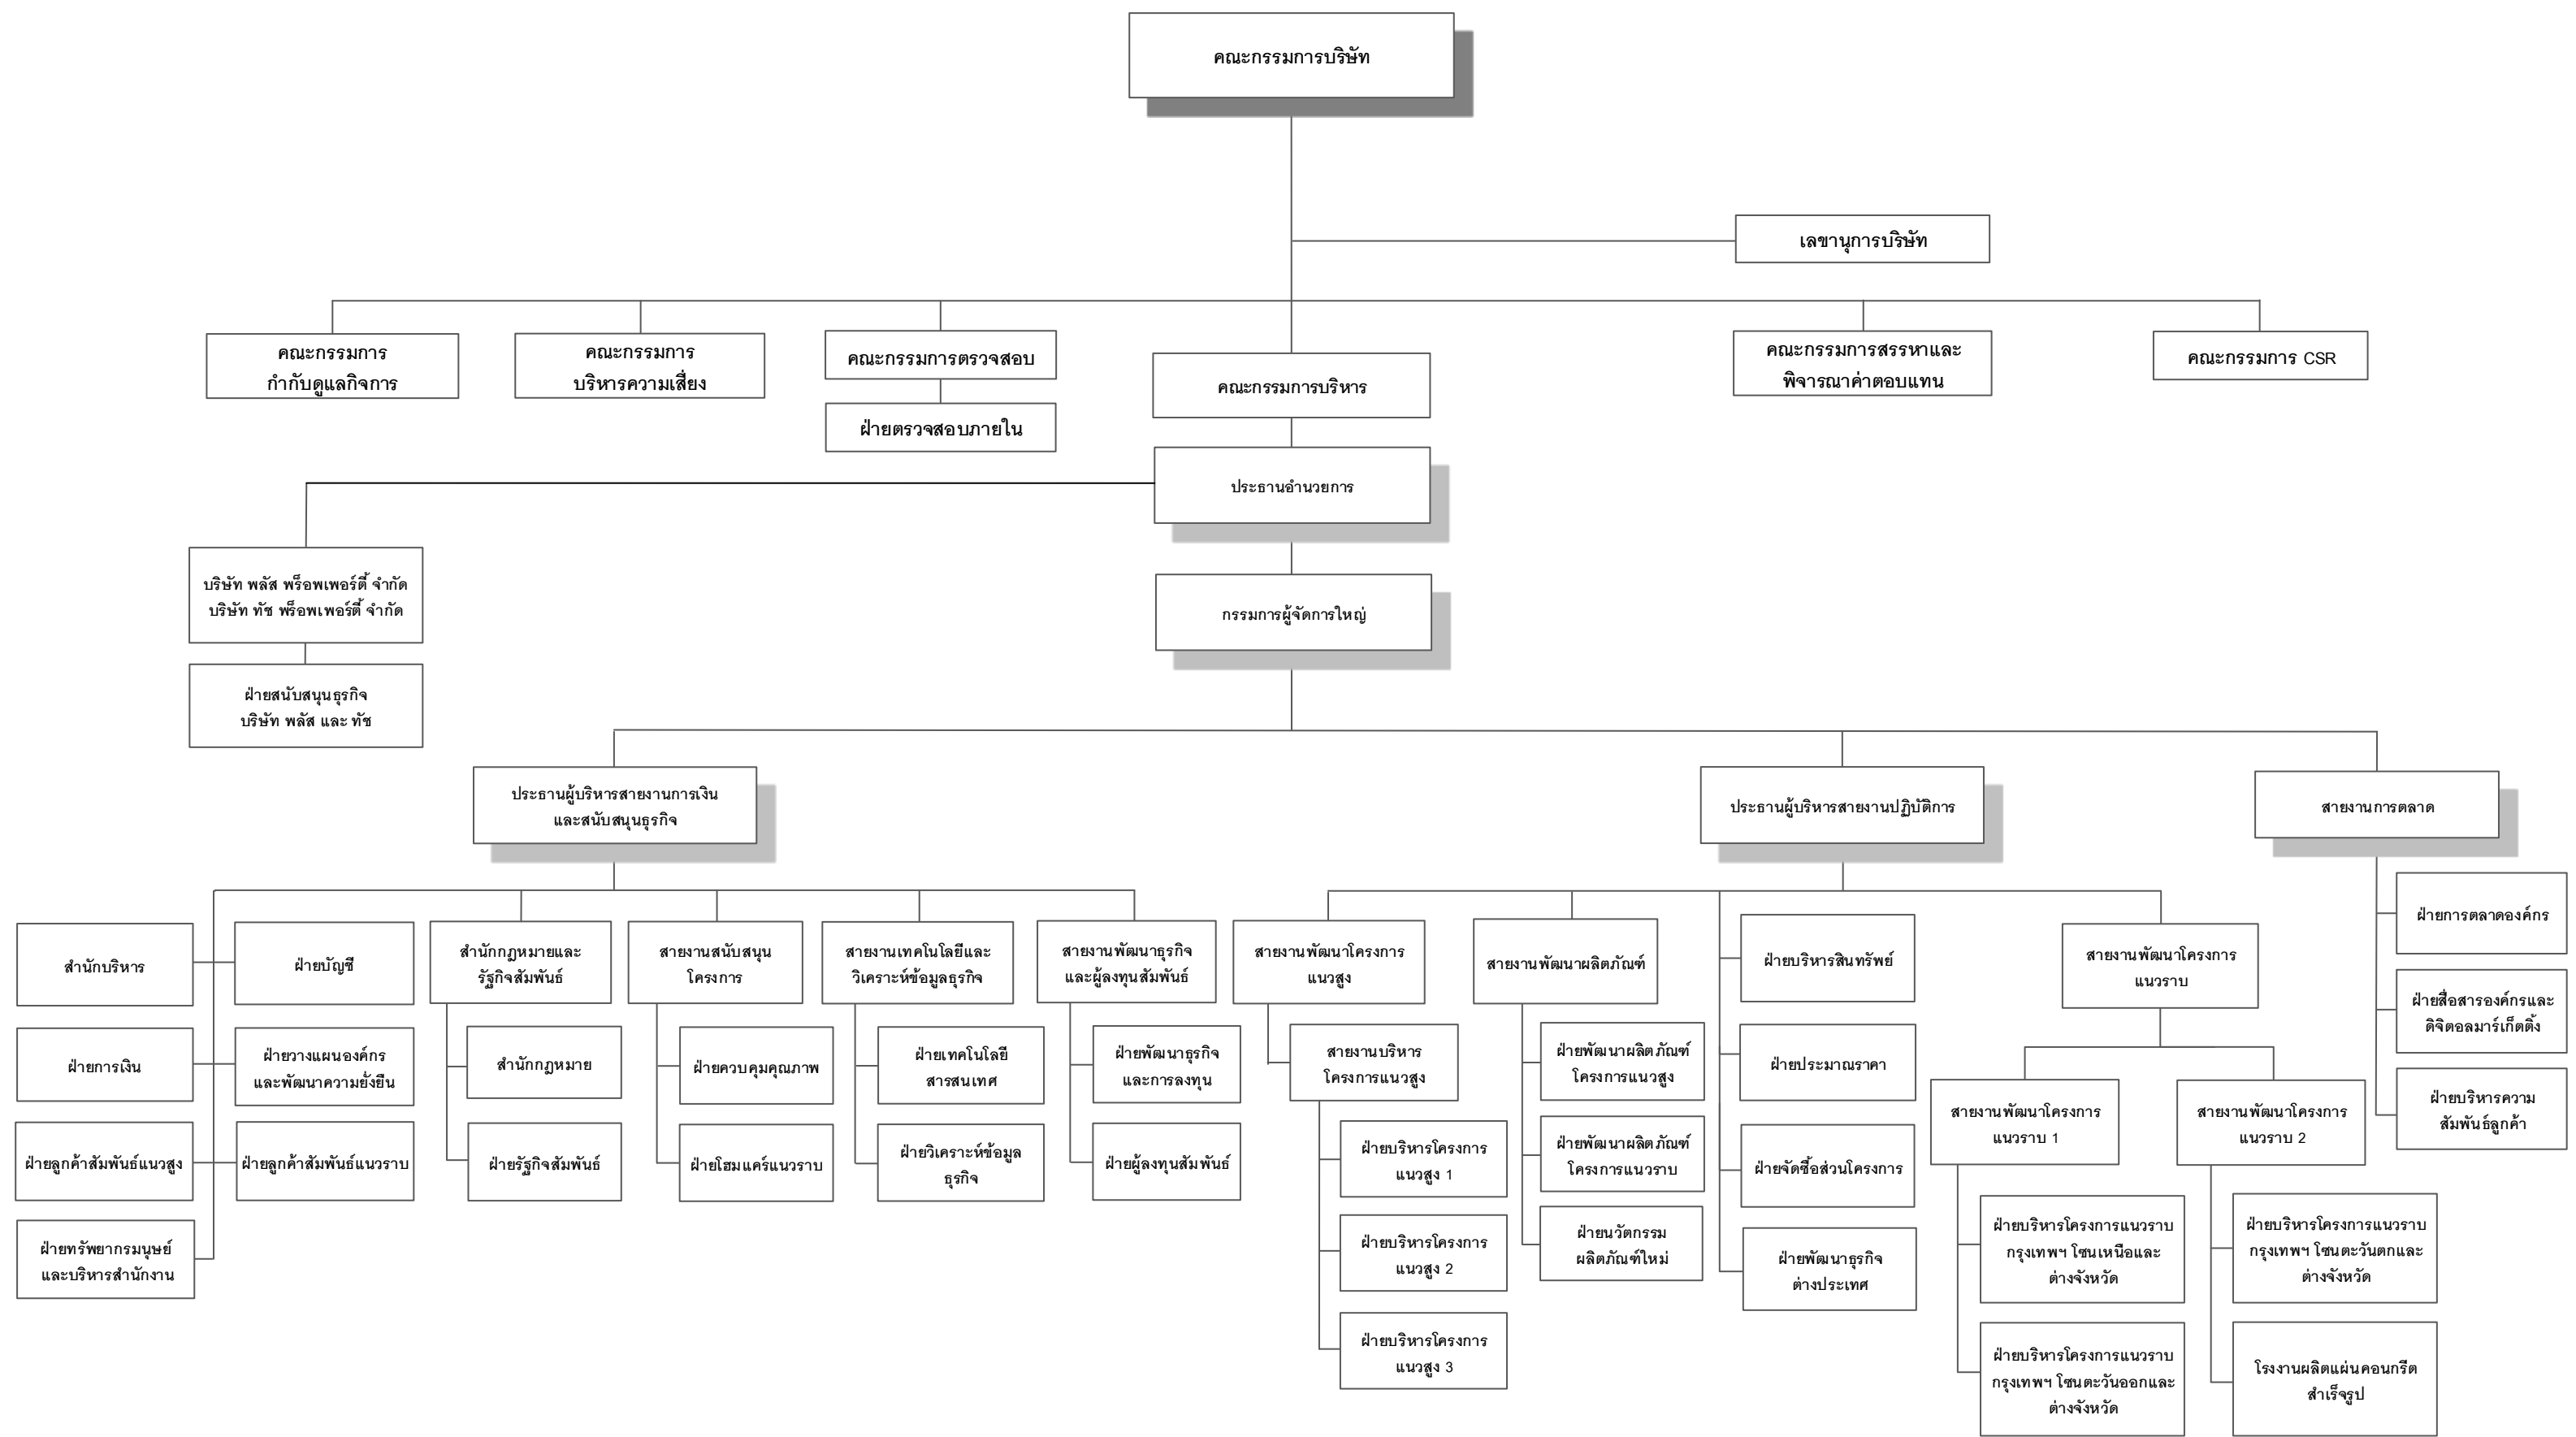 คณะกรรมการบริษัท
เลขานุการบริษัท
คณะกรรมการ
กำกับดูแลกิจการ
คณะกรรมการ
บริหารความเสี่ยง
คณะกรรมการตรวจสอบ
ฝ่ายตรวจสอบภายใน
คณะกรรมการบริหาร
คณะกรรมการสรรหาและ
พิจารณาค่าตอบแทน
คณะกรรมการ CSR
ประธานอำนวยการ
บริษัท พลัส พร็อพเพอร์ตี้ จำกัด
บริษัท ทัช พร็อพเพอร์ตี้ จำกัด
ฝ่ายสนับสนุนธุรกิจ
บริษัท พลัส และ ทัช
กรรมการผู้จัดการใหญ่
ประธานผู้บริหารสายงานการเงิน
และสนับสนุนธุรกิจ
ประธานผู้บริหารสายงานปฏิบัติการ
สายงานการตลาด
สำนักบริหาร
ฝ่ายบัญชี
ฝ่ายการเงิน
ฝ่ายวางแผนองค์กร
และพัฒนาความยั่งยืน
ฝ่ายลูกค้าสัมพันธ์แนวสูง
ฝ่ายลูกค้าสัมพันธ์แนวราบ
ฝ่ายทรัพยากรมนุษย์
และบริหารสำนักงาน
สำนักกฎหมายและ
รัฐกิจสัมพันธ์
สำนักกฎหมาย
ฝ่ายรัฐกิจสัมพันธ์
สายงานสนับสนุน
โครงการ
ฝ่ายควบคุมคุณภาพ
ฝ่ายโฮมแคร์แนวราบ
สายงานเทคโนโลยีและ
วิเคราะห์ข้อมูลธุรกิจ
ฝ่ายเทคโนโลยี
สารสนเทศ
ฝ่ายวิเคราะห์ข้อมูล
ธุรกิจ
สายงานพัฒนาธุรกิจ
และผู้ลงทุนสัมพันธ์
ฝ่ายพัฒนาธุรกิจ
และการลงทุน
ฝ่ายผู้ลงทุนสัมพันธ์
สายงานพัฒนาโครงการ
แนวสูง
สายงานบริหาร
โครงการแนวสูง
ฝ่ายบริหารโครงการ
แนวสูง 1
ฝ่ายบริหารโครงการ
แนวสูง 2
ฝ่ายบริหารโครงการ
แนวสูง 3
สายงานพัฒนาผลิตภัณฑ์
ฝ่ายพัฒนาผลิตภัณฑ์
โครงการแนวสูง
ฝ่ายพัฒนาผลิตภัณฑ์
โครงการแนวราบ
ฝ่ายนวัตกรรม
ผลิตภัณฑ์ใหม่
ฝ่ายบริหารสินทรัพย์
ฝ่ายประมาณราคา
ฝ่ายจัดซื้อส่วนโครงการ
ฝ่ายพัฒนาธุรกิจ
ต่างประเทศ
สายงานพัฒนาโครงการ
แนวราบ
สายงานพัฒนาโครงการ
แนวราบ 1
ฝ่ายบริหารโครงการแนวราบ
กรุงเทพฯ โซนเหนือและ
ต่างจังหวัด
ฝ่ายบริหารโครงการแนวราบ
กรุงเทพฯ โซนตะวันออกและ
ต่างจังหวัด
สายงานพัฒนาโครงการ
แนวราบ 2
ฝ่ายบริหารโครงการแนวราบ
กรุงเทพฯ โซนตะวันตกและ
ต่างจังหวัด
โรงงานผลิตแผ่นคอนกรีต
สำเร็จรูป
ฝ่ายการตลาดองค์กร
ฝ่ายสื่อสารองค์กรและ
ดิจิตอลมาร์เก็ตติ้ง
ฝ่ายบริหารความ
สัมพันธ์ลูกค้า